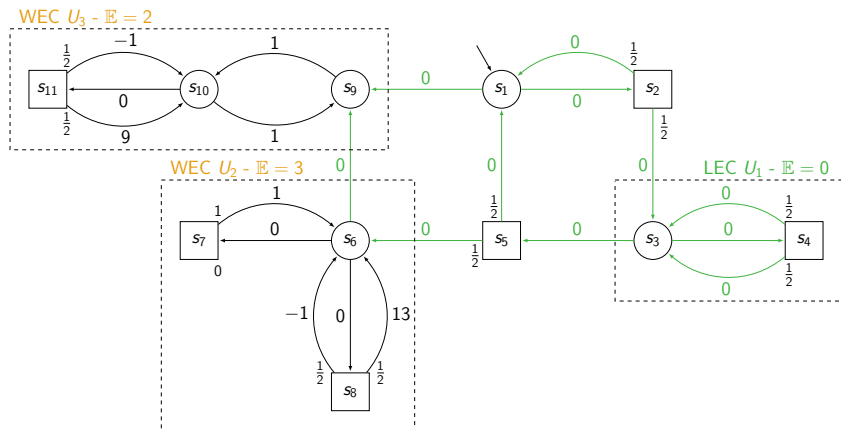 WEC U₃ - 𝔼 = 2
−1
1
0
½
½
½
s₁₁
s₁₀
s₉
0
s₁
0
s₂
½
9
1
½
WEC U₂ - 𝔼 = 3
0
0
0
LEC U₁ - 𝔼 = 0
1
1
½
0
½
s₇
0
s₆
0
s₅
0
s₃
0
s₄
0
½
½
0
−1
0
13
½
½
s₈